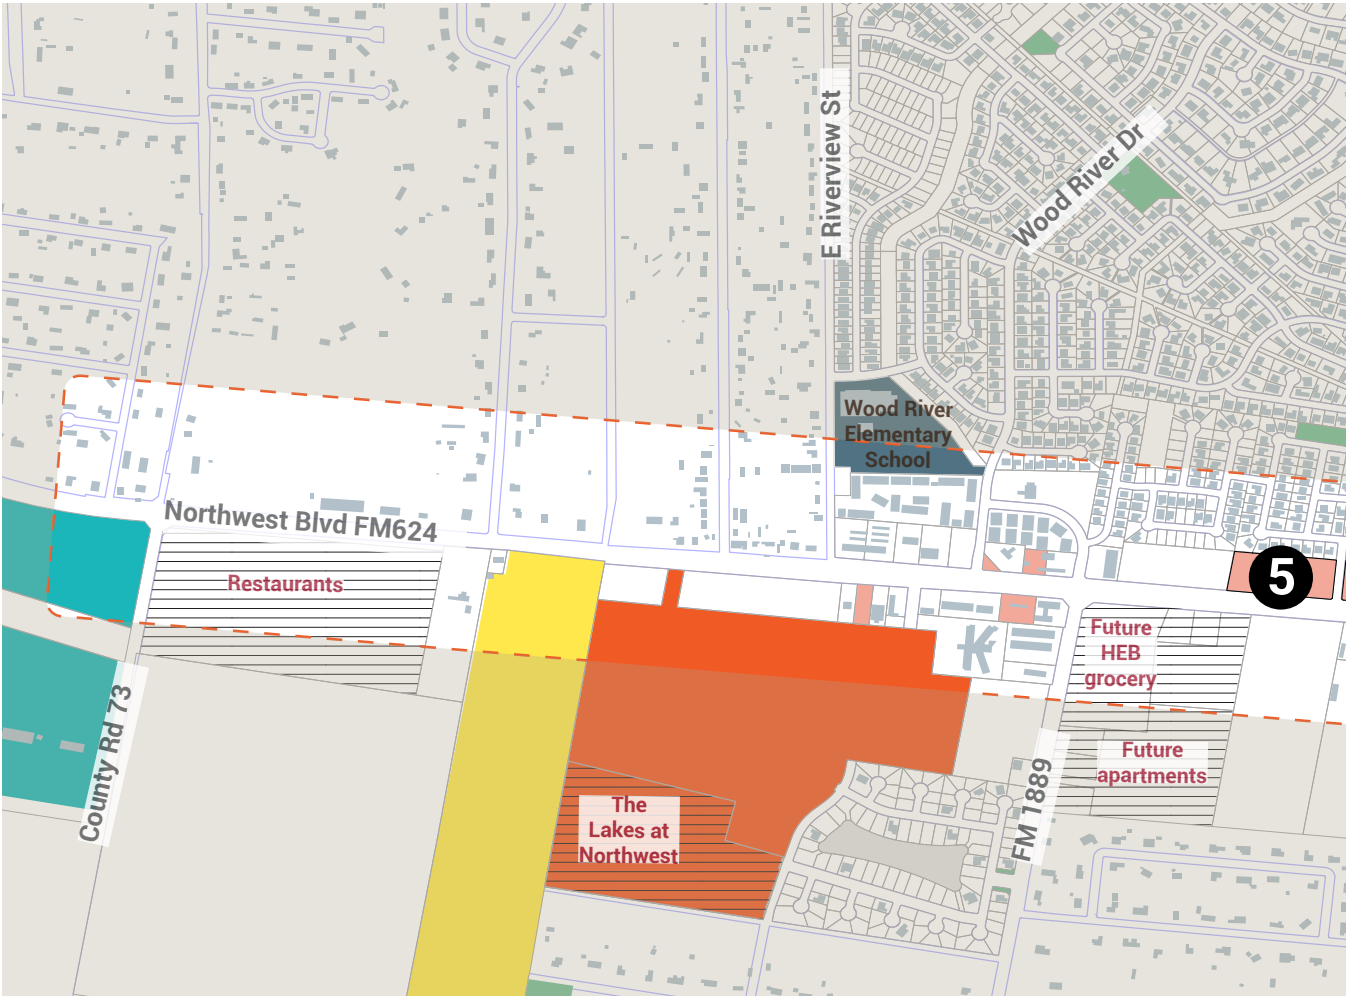 E Riverview St
Wood River Dr
Wood River
Elementary
School
Northwest Blvd FM624
Restaurants
5
Future
HEB
grocery
County Rd 73
Future
apartments
FM 1889
The
Lakes at
Northwest